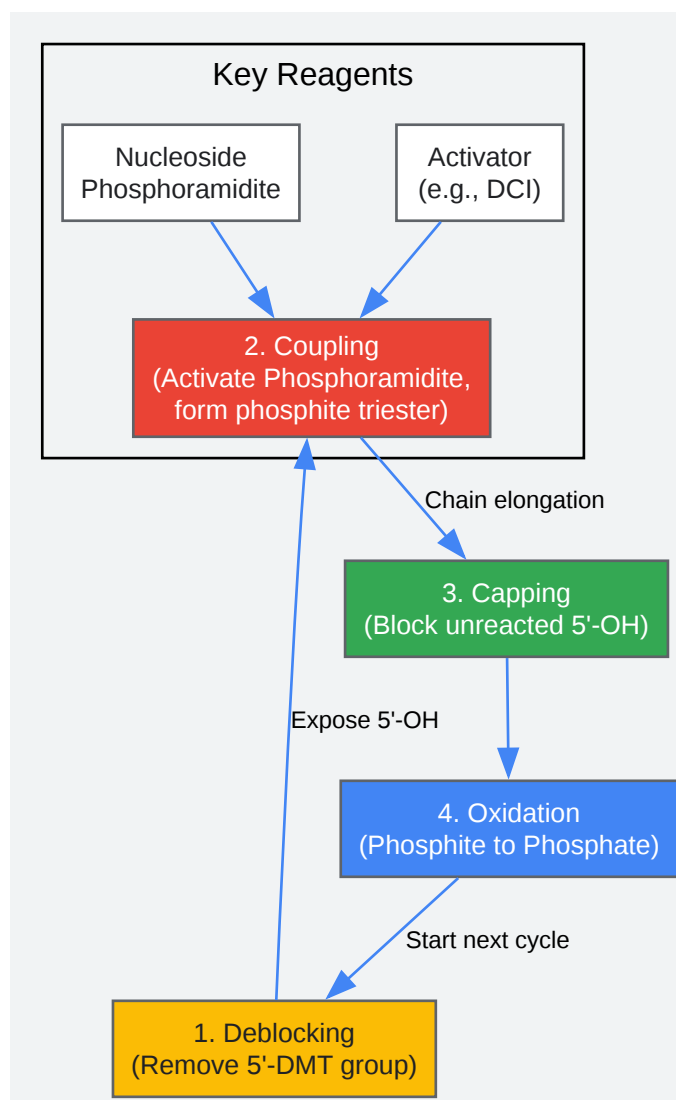 Key Reagents
Nucleoside
Phosphoramidite
Activator
(e.g., DCI)
2. Coupling
(Activate Phosphoramidite,
form phosphite triester)
Chain elongation
3. Capping
(Block unreacted 5'-OH)
Expose 5'-OH
4. Oxidation
(Phosphite to Phosphate)
Start next cycle
1. Deblocking
(Remove 5'-DMT group)